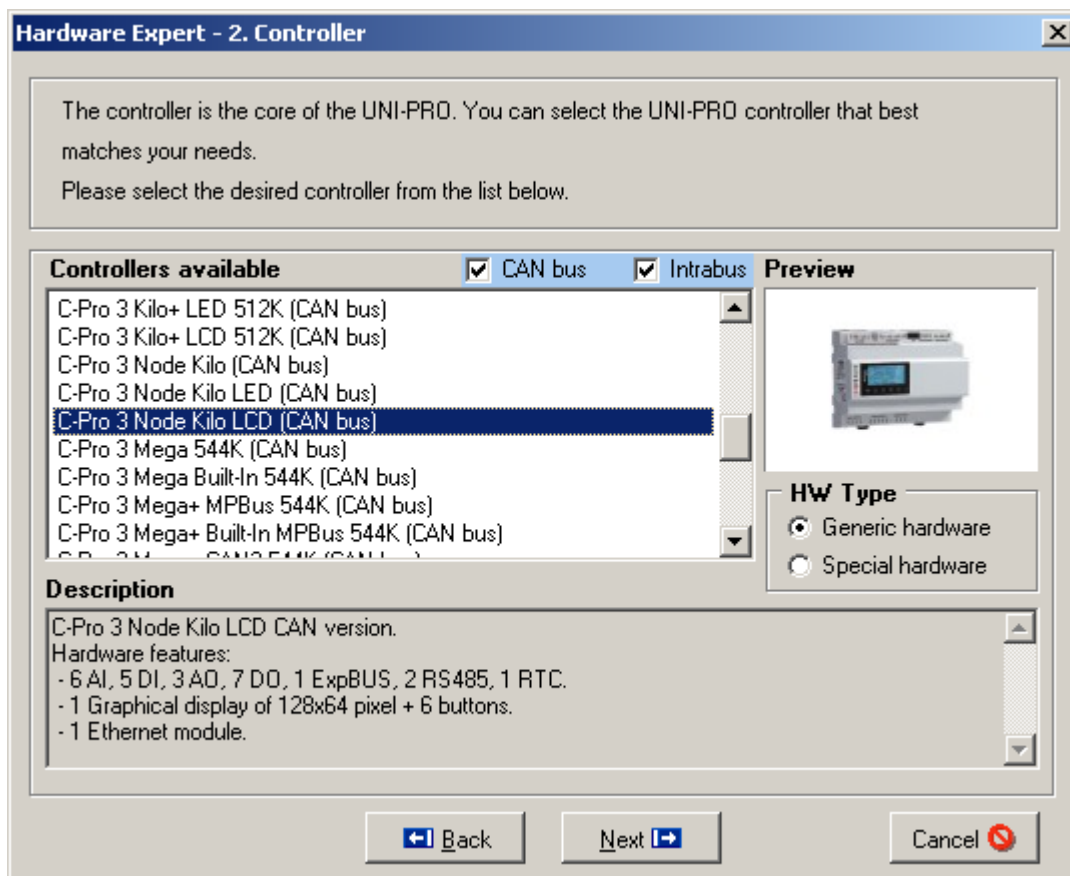 Hardware Expert - 2. Controller
The controller is the core of the UNI-PRO. You can select the UNI-PRO controller that best
matches your needs.
Please select the desired controller from the list below.
Controllers available
CAN bus
Intrabus
Preview
C-Pro 3 Kilo+ LED 512K (CAN bus)
C-Pro 3 Kilo+ LCD 512K (CAN bus)
C-Pro 3 Node Kilo (CAN bus)
C-Pro 3 Node Kilo LED (CAN bus)
C-Pro 3 Node Kilo LCD (CAN bus)
C-Pro 3 Mega 544K (CAN bus)
C-Pro 3 Mega Built-In 544K (CAN bus)
C-Pro 3 Mega+ MPBus 544K (CAN bus)
C-Pro 3 Mega+ Built-In MPBus 544K (CAN bus)
HW Type
Generic hardware
Special hardware
Description
C-Pro 3 Node Kilo LCD CAN version.
Hardware features:
- 6 AI, 5 DI, 3 AO, 7 DO, 1 ExpBUS, 2 RS485, 1 RTC.
- 1 Graphical display of 128x64 pixel + 6 buttons.
- 1 Ethernet module.
Back
Next
Cancel